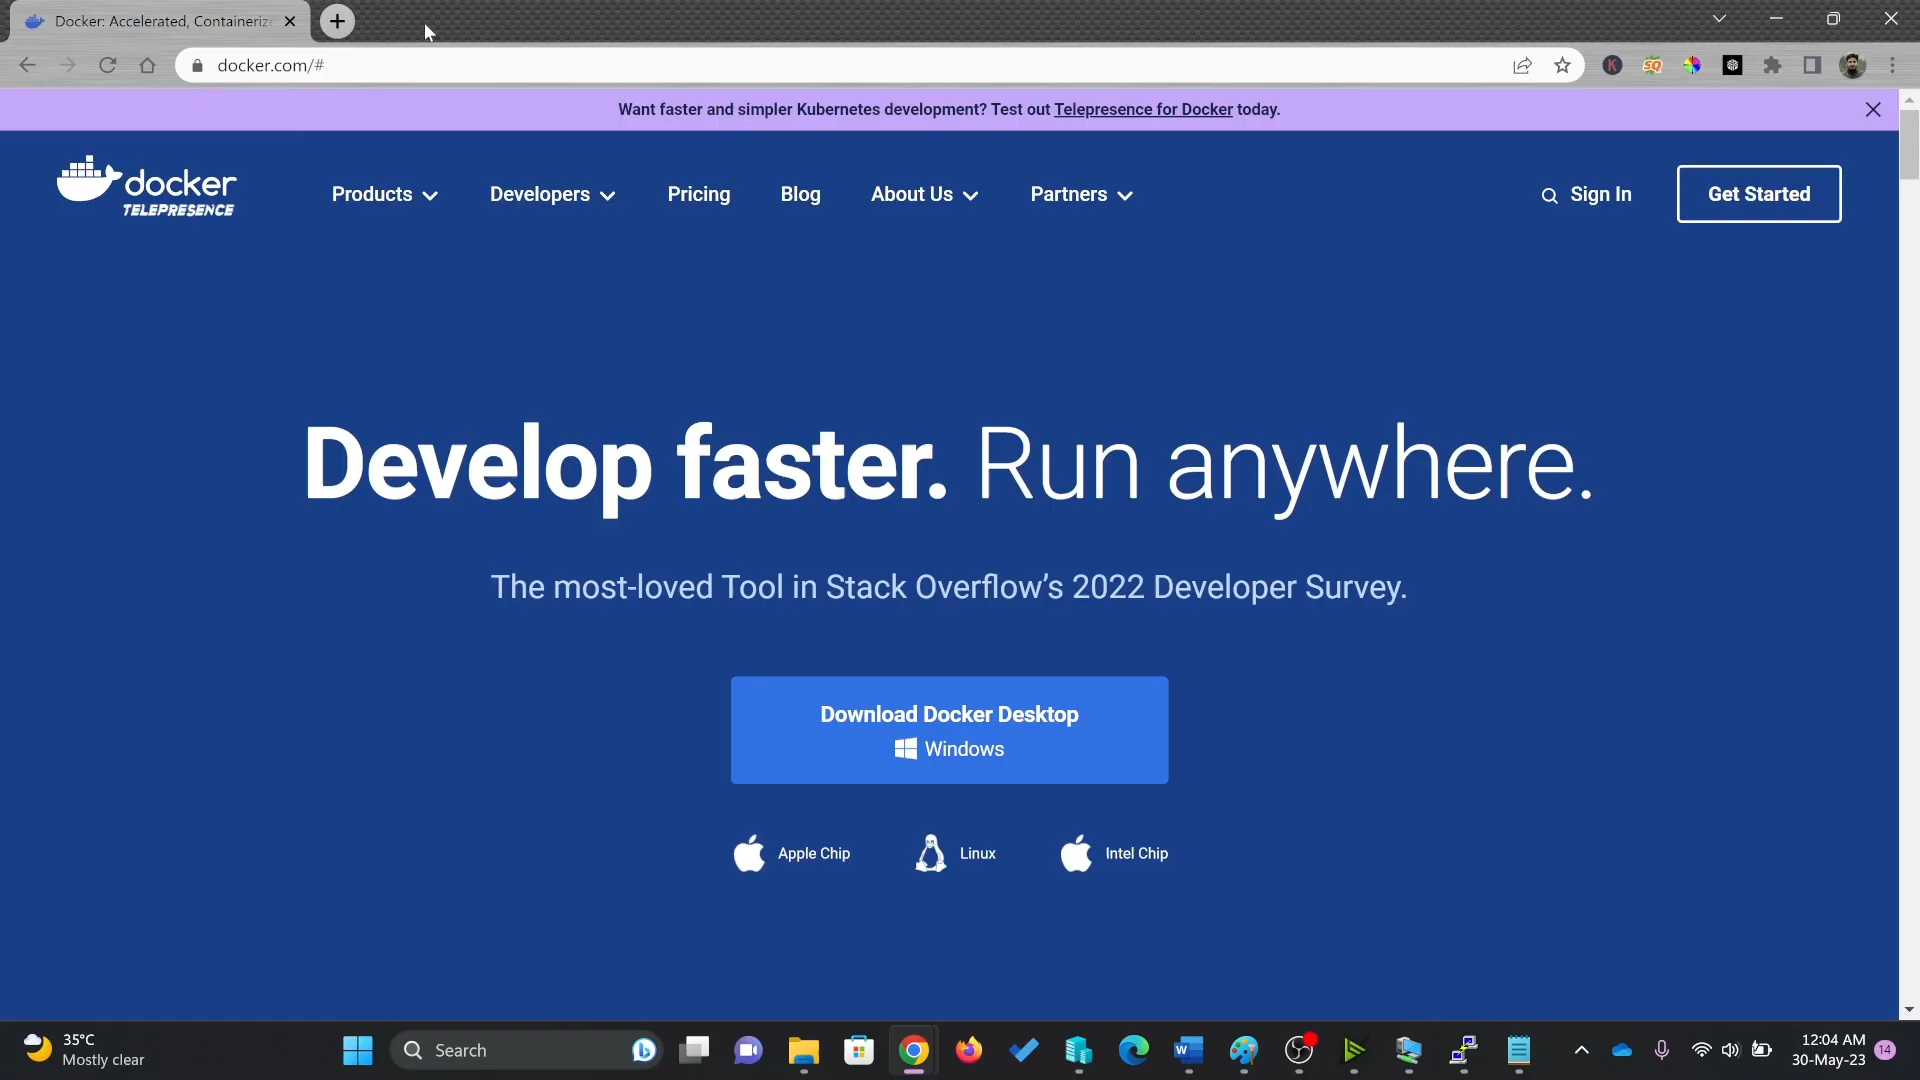 Docker: Accelerated, Containeriz
docker.com/#
K
SQ
Want faster and simpler Kubernetes development? Test out Telepresence for Docker today.
docker
TELEPRESENCE
Products
Developers
Pricing
Blog
About Us
Partners
Sign In
Get Started
Develop faster. Run anywhere.
The most-loved Tool in Stack Overflow’s 2022 Developer Survey.
Download Docker Desktop
Windows
Apple Chip
Linux
Intel Chip
35°C
Mostly clear
Search
W
12:04 AM
30-May-23
14